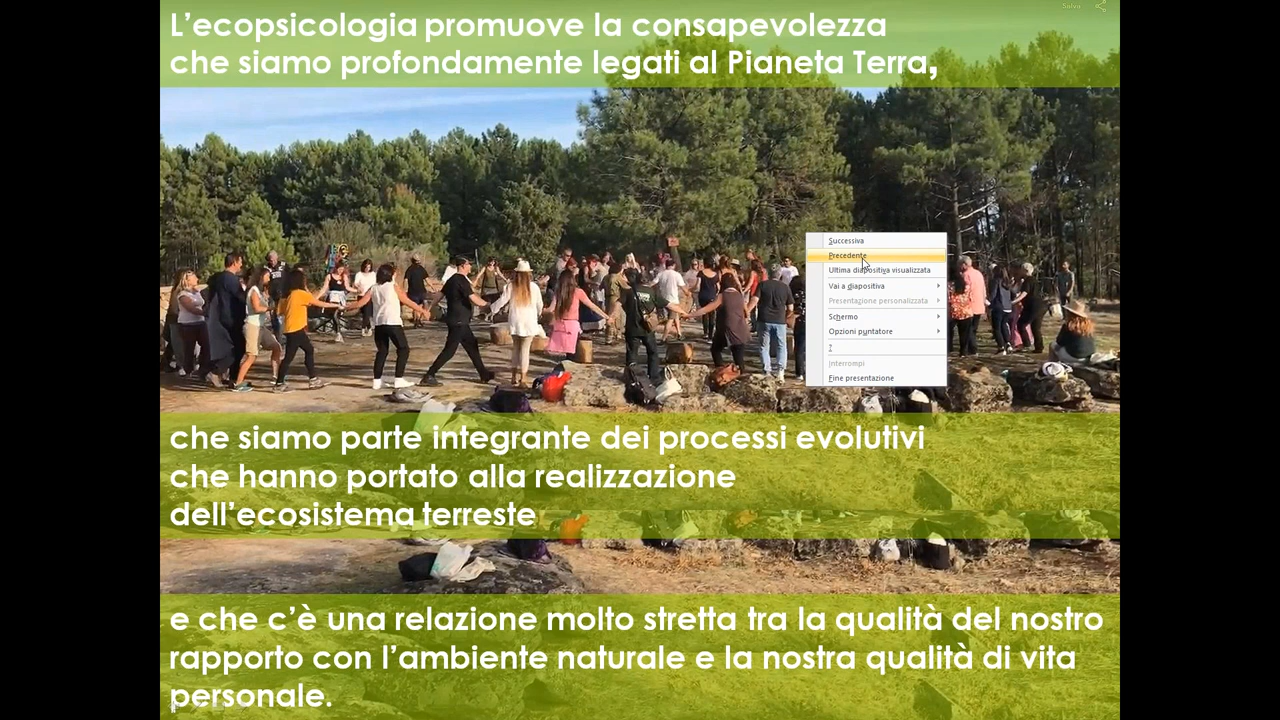 Salva
L’ecopsicologia promuove la consapevolezza
che siamo profondamente legati al Pianeta Terra,
Successiva
Precedente
Ultima diapositiva visualizzata
Vai a diapositiva
Presentazione personalizzata
Schermo
Opzioni puntatore
?
Interrompi
Fine presentazione
che siamo parte integrante dei processi evolutivi
che hanno portato alla realizzazione
dell’ecosistema terreste
e che c’è una relazione molto stretta tra la qualità del nostro
rapporto con l’ambiente naturale e la nostra qualità di vita
personale.